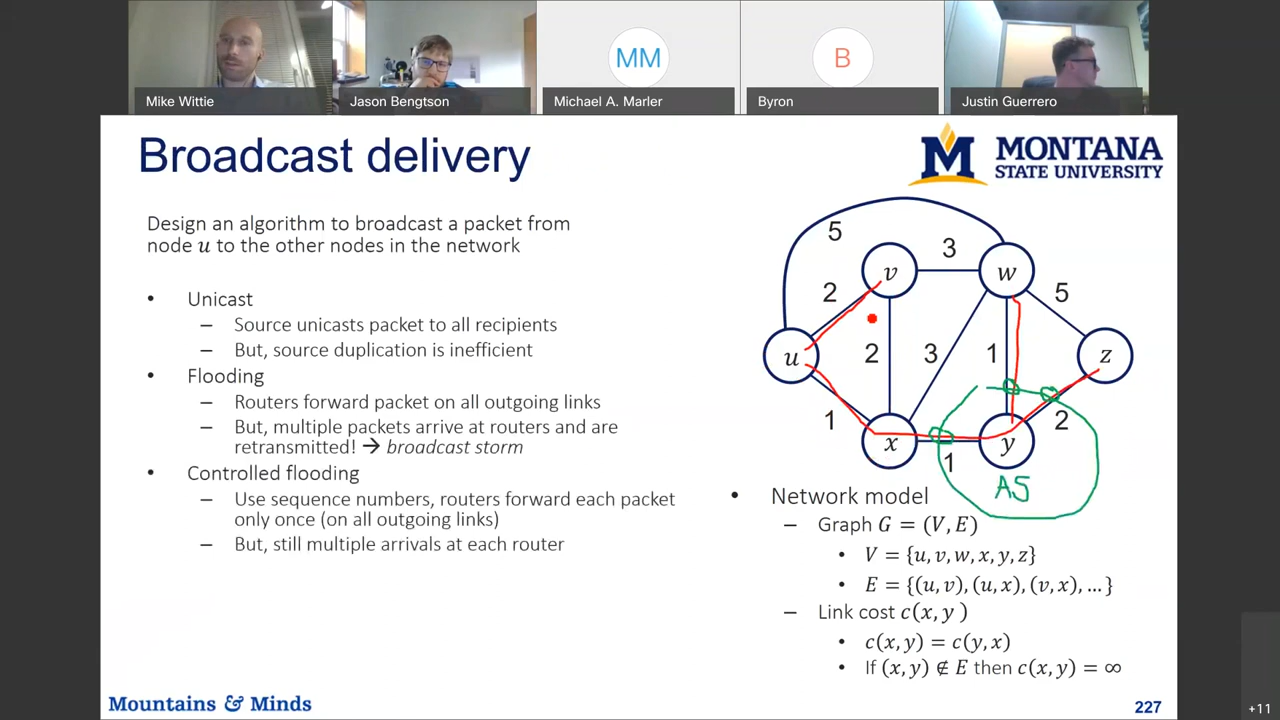 MM
B
Mike Wittie
Jason Bengtson
Michael A. Marler
Byron
Justin Guerrero
Broadcast delivery
M MONTANA
STATE UNIVERSITY
Design an algorithm to broadcast a packet from
node u to the other nodes in the network
• Unicast
– Source unicasts packet to all recipients
– But, source duplication is inefficient
• Flooding
– Routers forward packet on all outgoing links
– But, multiple packets arrive at routers and are
retransmitted! → broadcast storm
• Controlled flooding
– Use sequence numbers, routers forward each packet
only once (on all outgoing links)
– But, still multiple arrivals at each router
5
3
v
w
2
5
u
2
3
1
z
1
2
x
y
1
AS
• Network model
– Graph G = (V, E)
• V = {u, v, w, x, y, z}
• E = {(u, v), (u, x), (v, x), … }
– Link cost c(x, y)
• c(x, y) = c(y, x)
• If (x, y) ∉ E then c(x, y) = ∞
Mountains & Minds
227
+11